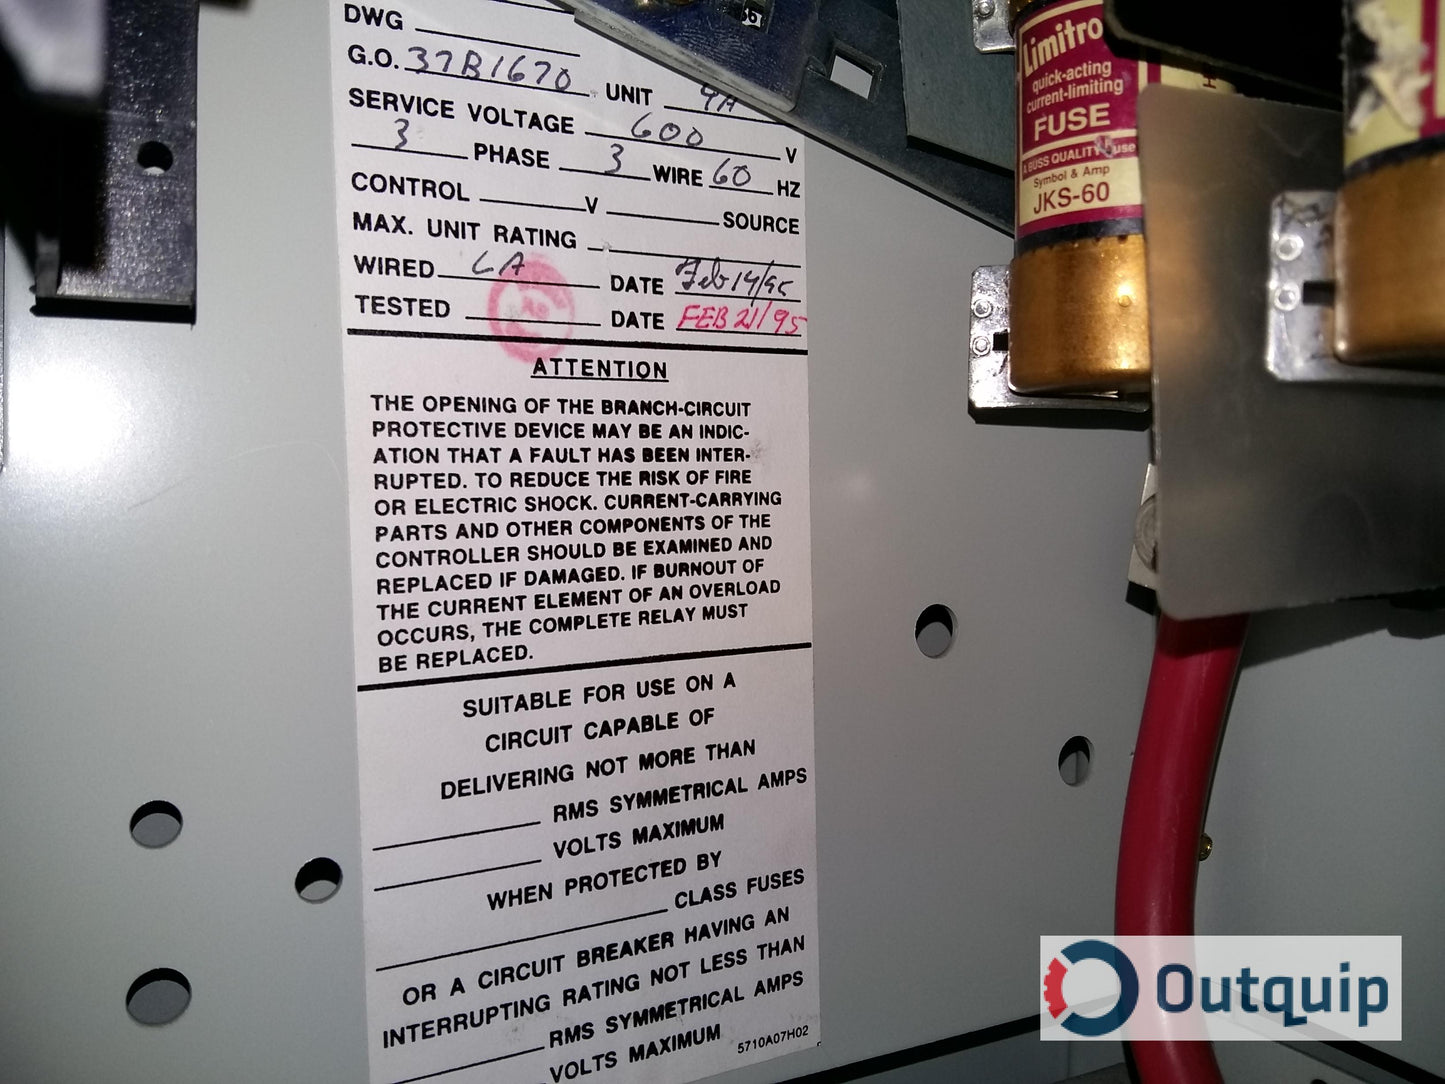 DWG
G.O. 37B1670 UNIT 9A
SERVICE VOLTAGE 600 V
3 PHASE 3 WIRE 60 HZ
CONTROL V SOURCE
MAX. UNIT RATING
WIRED LA DATE Feb 14/95
TESTED DATE FEB 21/95
ATTENTION
THE OPENING OF THE BRANCH-CIRCUIT
PROTECTIVE DEVICE MAY BE AN INDIC-
ATION THAT A FAULT HAS BEEN INTER-
RUPTED. TO REDUCE THE RISK OF FIRE
OR ELECTRIC SHOCK. CURRENT-CARRYING
PARTS AND OTHER COMPONENTS OF THE
CONTROLLER SHOULD BE EXAMINED AND
REPLACED IF DAMAGED. IF BURNOUT OF
THE CURRENT ELEMENT OF AN OVERLOAD
OCCURS, THE COMPLETE RELAY MUST
BE REPLACED.
SUITABLE FOR USE ON A
CIRCUIT CAPABLE OF
DELIVERING NOT MORE THAN
RMS SYMMETRICAL AMPS
VOLTS MAXIMUM
WHEN PROTECTED BY
CLASS FUSES
OR A CIRCUIT BREAKER HAVING AN
INTERRUPTING RATING NOT LESS THAN
RMS SYMMETRICAL AMPS
VOLTS MAXIMUM
5710A07H02
Limitro
quick-acting
current-limiting
FUSE
A BUSS QUALITY Fuse
Symbol & Amp
JKS-60
Outquip